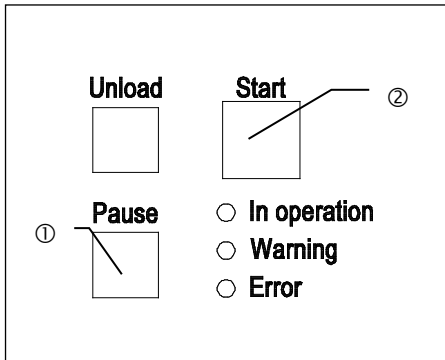 Unload Start
②
Pause
① In operation
Warning
Error